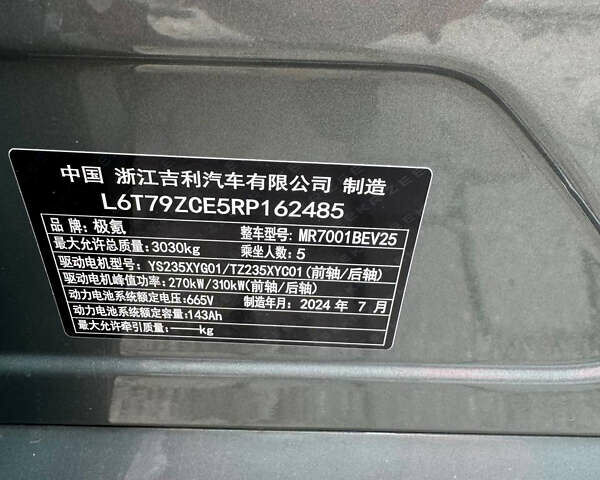 中国 浙江吉利汽车有限公司 制造
L6T79ZCE5RP162485
品 牌: 极氪 整车型号: MR7001BEV25
最大允许总质量: 3030kg 乘坐人数: 5
驱动电机型号: YS235XYG01/TZ235XYC01(前轴/后轴)
驱动电机峰值功率: 270kW/310kW(前轴/后轴)
动力电池系统额定电压: 665V 制造年月: 2024 年 7 月
动力电池系统额定容量: 143Ah
最大允许牵引质量: — kg